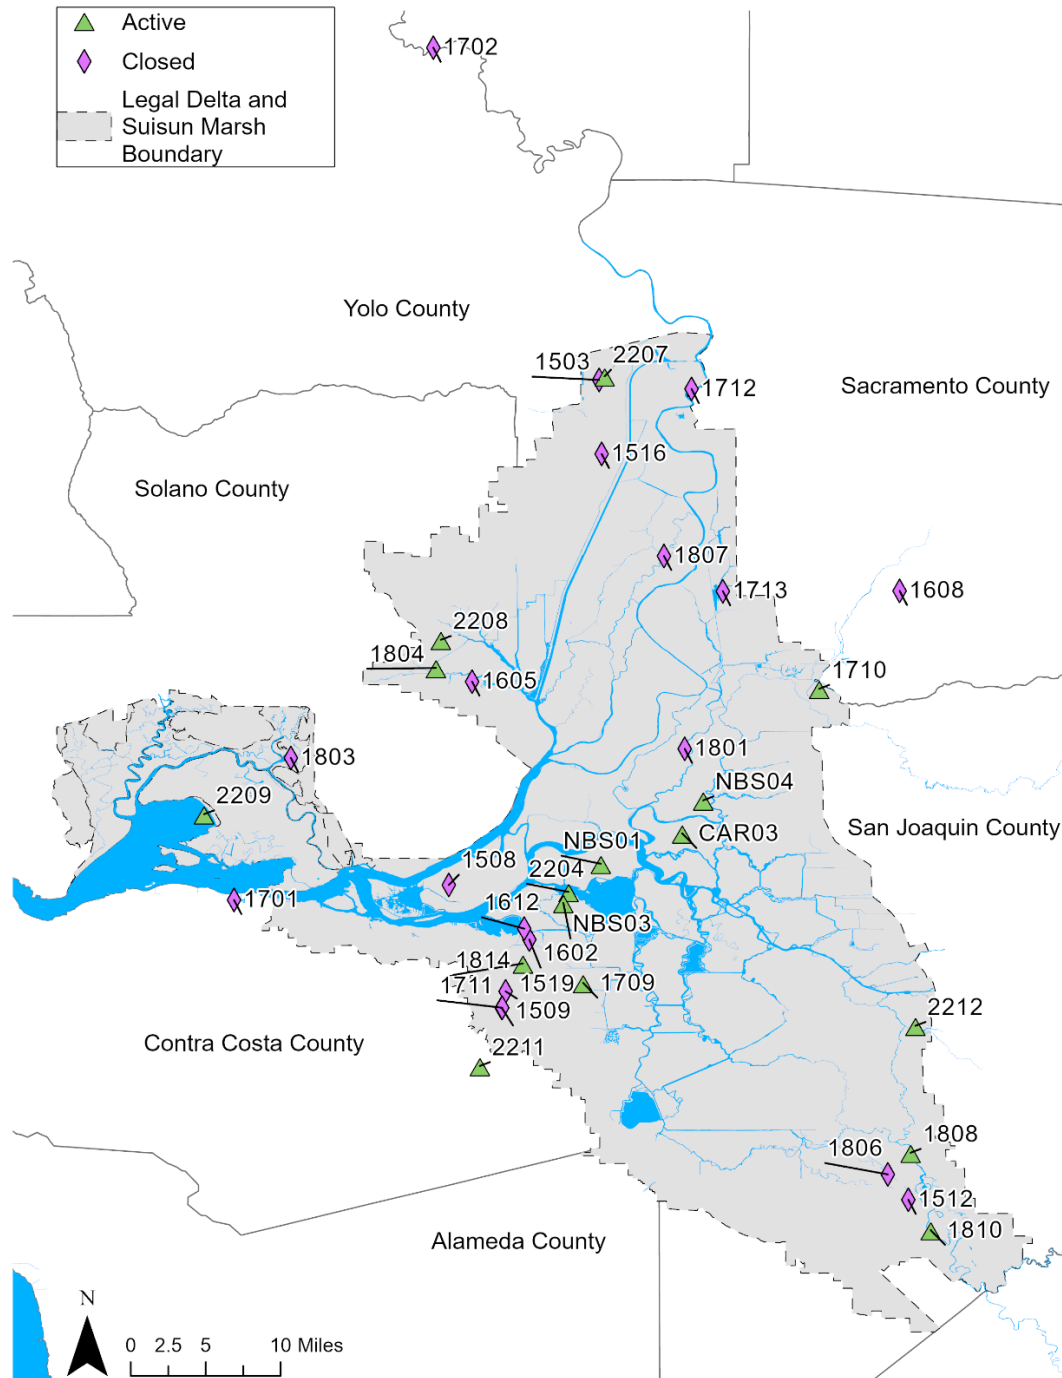 Active
Closed
Legal Delta and
Suisun Marsh
Boundary
1702
Yolo County
1503
2207
1712
Sacramento County
1516
Solano County
1807
1713
1608
2208
1804
1605
1710
1801
1803
NBS04
2209
CAR03
San Joaquin County
NBS01
1508
2204
1701
1612
NBS03
1602
1814
1711
1519
1709
1509
2212
Contra Costa County
2211
1808
1806
1512
1810
Alameda County
N
0 2.5 5 10 Miles